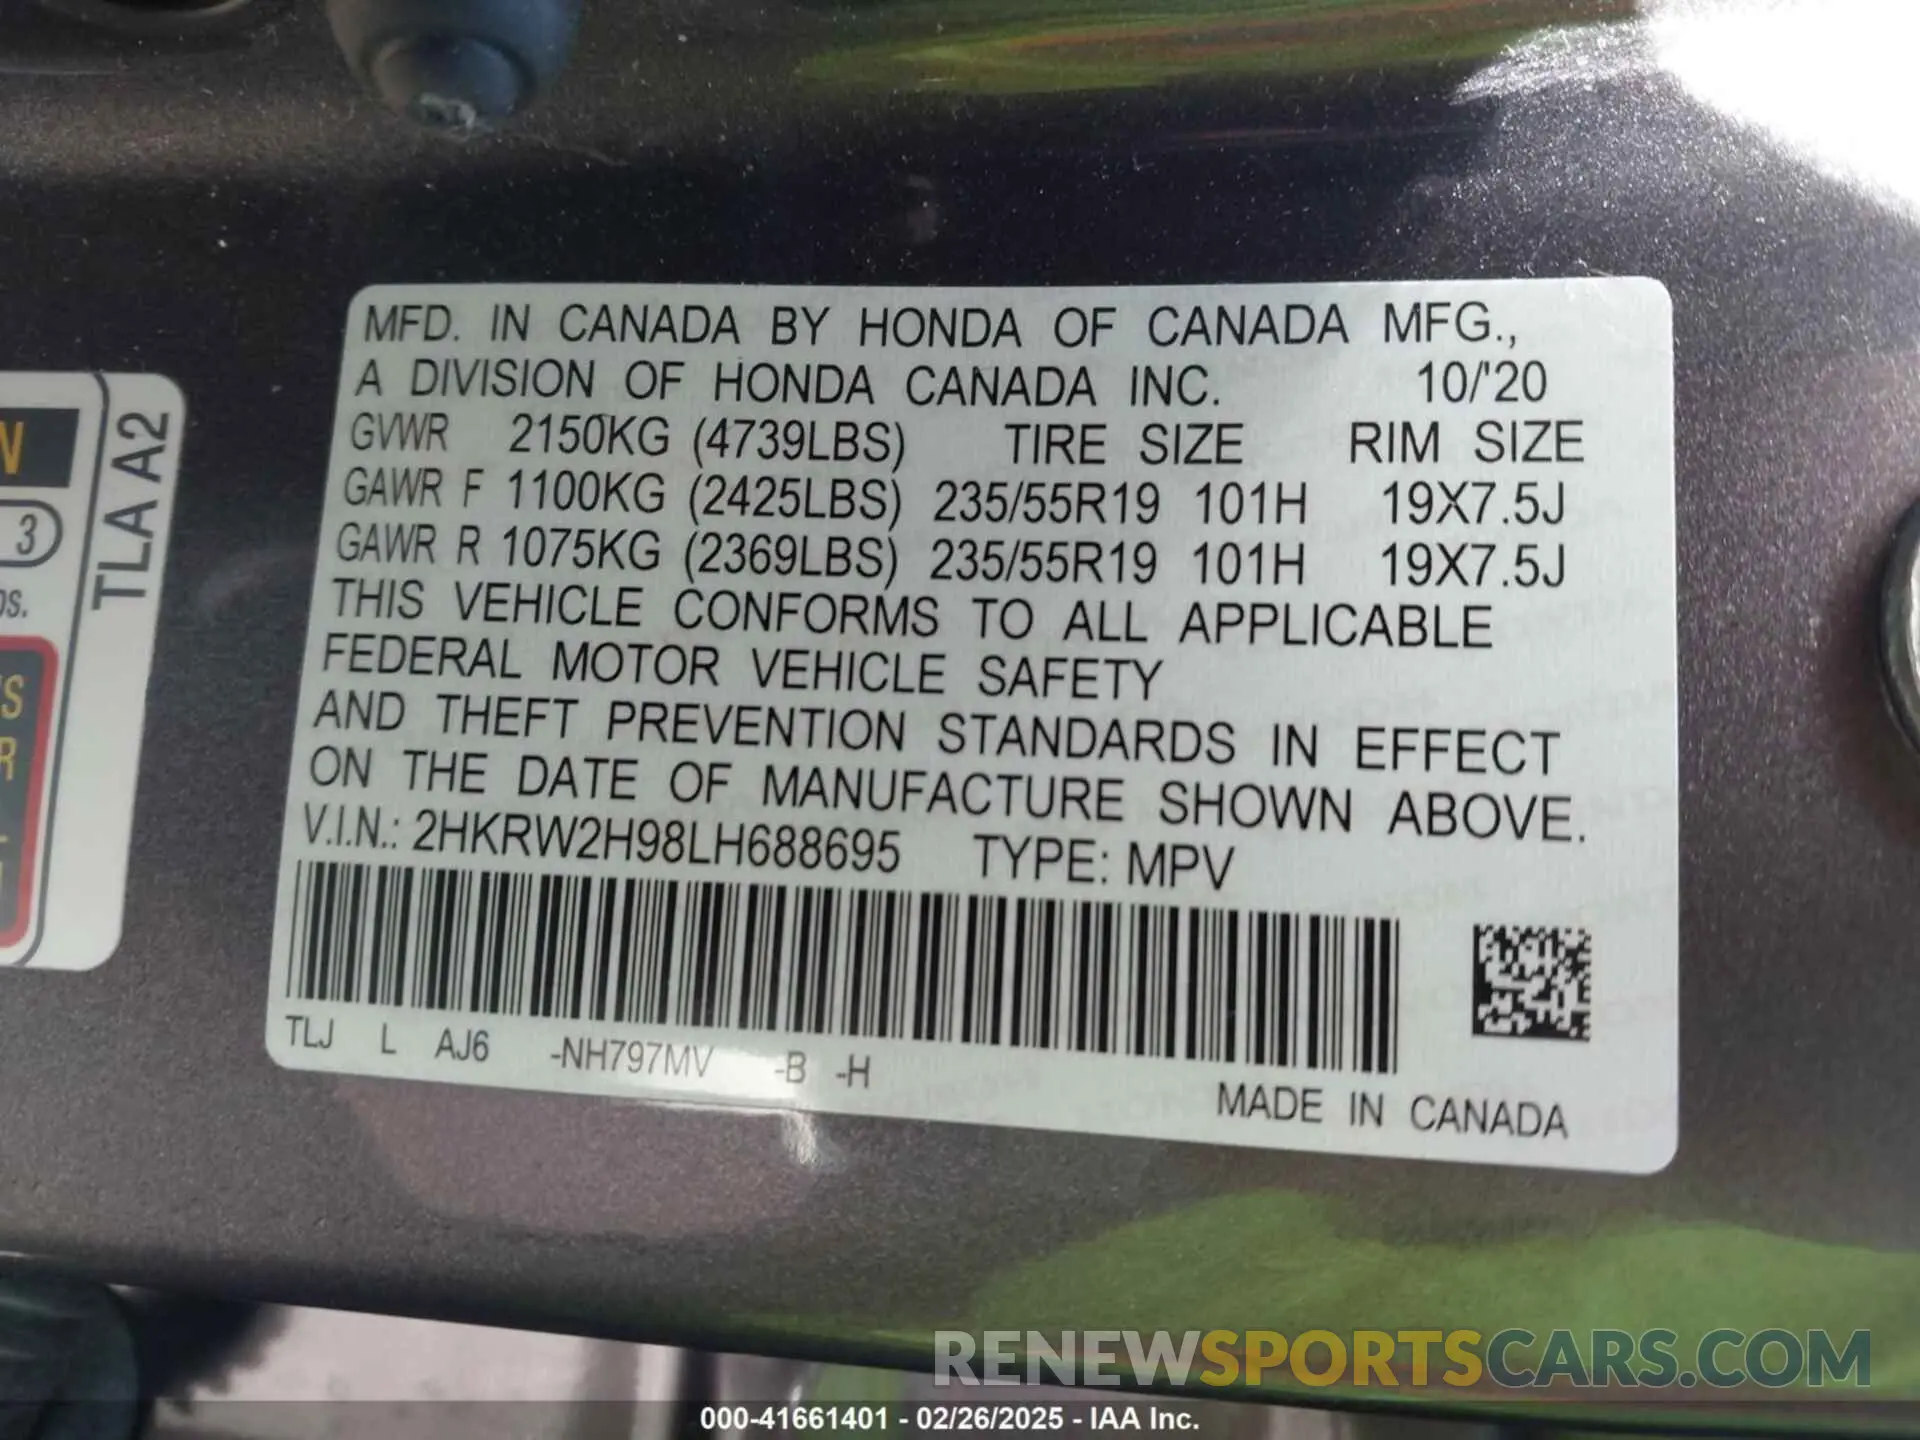 MFD. IN CANADA BY HONDA OF CANADA MFG.,
A DIVISION OF HONDA CANADA INC. 10/'20
GVWR 2150KG (4739LBS) TIRE SIZE RIM SIZE
GAWR F 1100KG (2425LBS) 235/55R19 101H 19X7.5J
GAWR R 1075KG (2369LBS) 235/55R19 101H 19X7.5J
THIS VEHICLE CONFORMS TO ALL APPLICABLE
FEDERAL MOTOR VEHICLE SAFETY
AND THEFT PREVENTION STANDARDS IN EFFECT
ON THE DATE OF MANUFACTURE SHOWN ABOVE.
V.I.N.: 2HKRW2H98LH688695 TYPE: MPV
TLJ L AJ6 -NH797MV -B -H
MADE IN CANADA
TLA A2
N
3
RENEWSPORTSCARS.COM
000-41661401 - 02/26/2025 - IAA Inc.